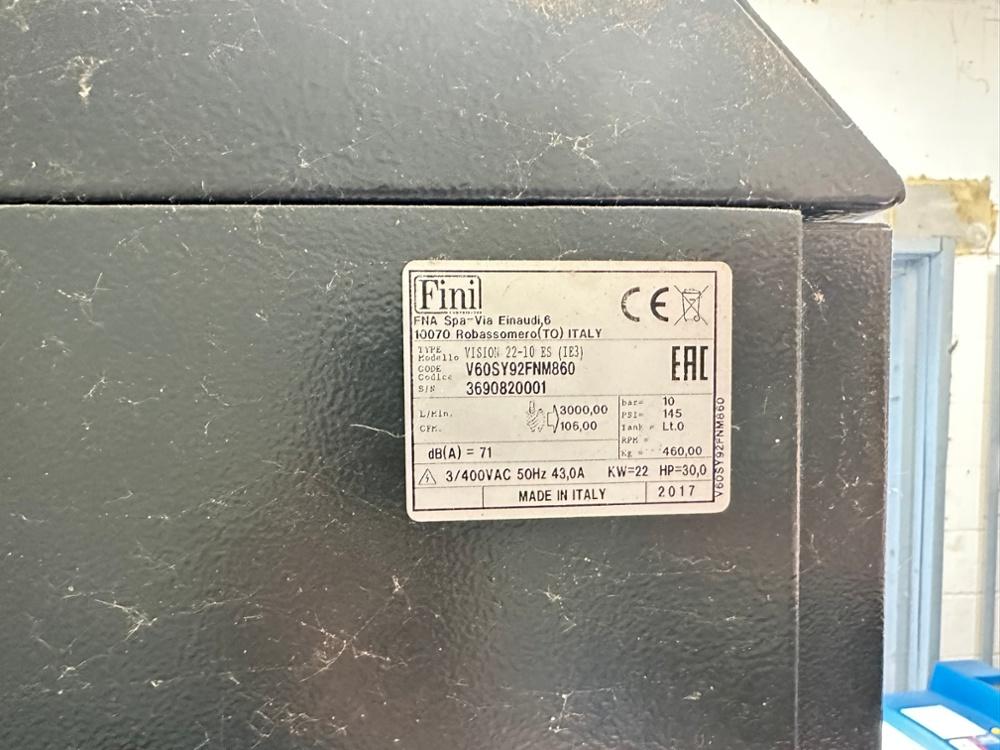 Fini
FNA Spa-Via Einaudi,6
10070 Robassomero(TO) ITALY
CE
TYPE
Modello VISION 22-10 ES (IE3)
EAC
CODE
Codice V60SY92FNM860
S/N 3690820001
L/Min. 3000,00
CFM. 106,00
bar= 10
PSI= 145
Tank = Lt.0
RPM =
Kg = 460,00
dB(A) = 71
3/400VAC 50Hz 43,0A KW=22 HP=30,0
MADE IN ITALY 2017
V60SY92FNM860